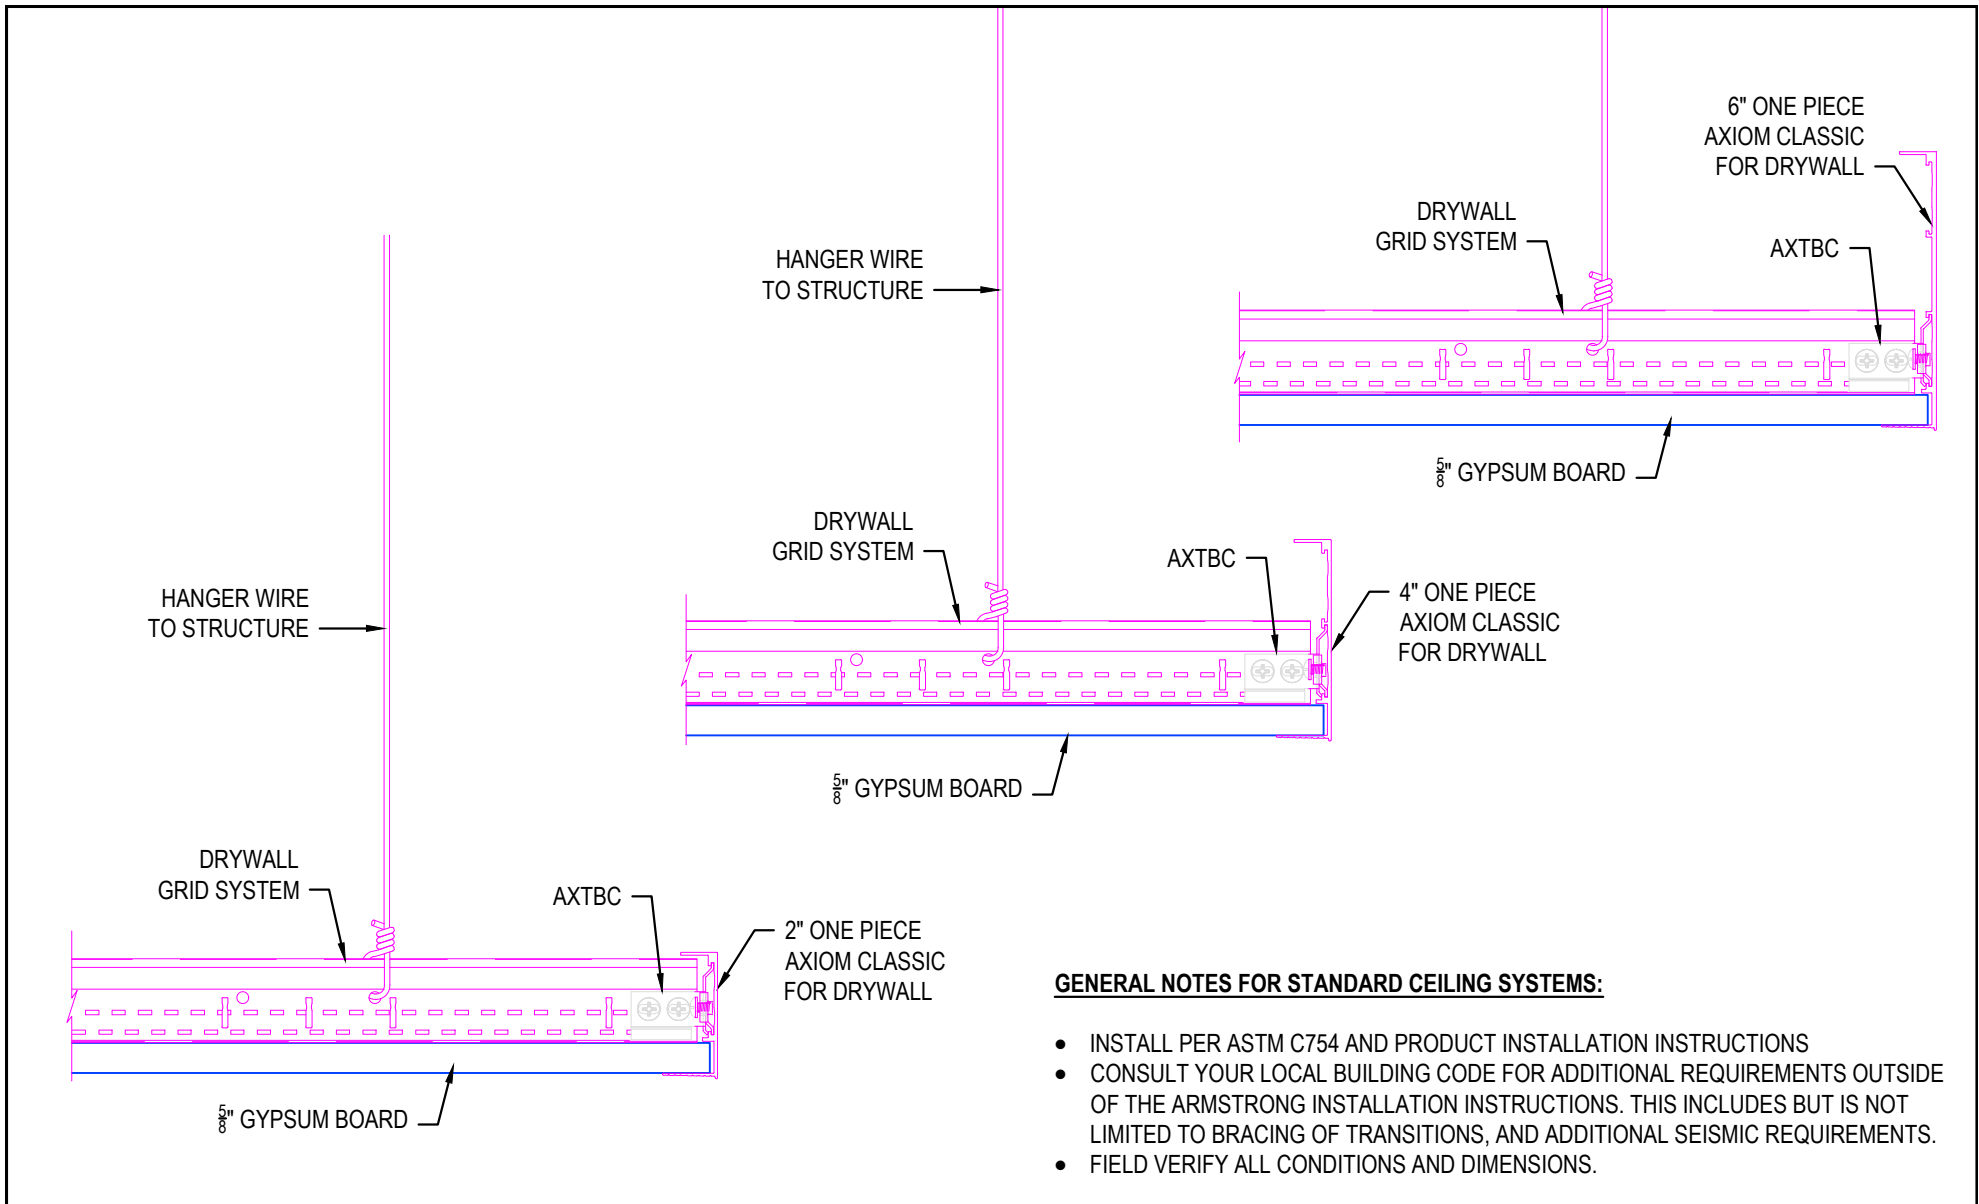 6" ONE PIECE
AXIOM CLASSIC
FOR DRYWALL
DRYWALL
GRID SYSTEM
AXTBC
HANGER WIRE
TO STRUCTURE
5/8" GYPSUM BOARD
DRYWALL
GRID SYSTEM
AXTBC
4" ONE PIECE
AXIOM CLASSIC
FOR DRYWALL
HANGER WIRE
TO STRUCTURE
5/8" GYPSUM BOARD
DRYWALL
GRID SYSTEM
AXTBC
2" ONE PIECE
AXIOM CLASSIC
FOR DRYWALL
5/8" GYPSUM BOARD
GENERAL NOTES FOR STANDARD CEILING SYSTEMS:
● INSTALL PER ASTM C754 AND PRODUCT INSTALLATION INSTRUCTIONS
● CONSULT YOUR LOCAL BUILDING CODE FOR ADDITIONAL REQUIREMENTS OUTSIDE
OF THE ARMSTRONG INSTALLATION INSTRUCTIONS. THIS INCLUDES BUT IS NOT
LIMITED TO BRACING OF TRANSITIONS, AND ADDITIONAL SEISMIC REQUIREMENTS.
● FIELD VERIFY ALL CONDITIONS AND DIMENSIONS.